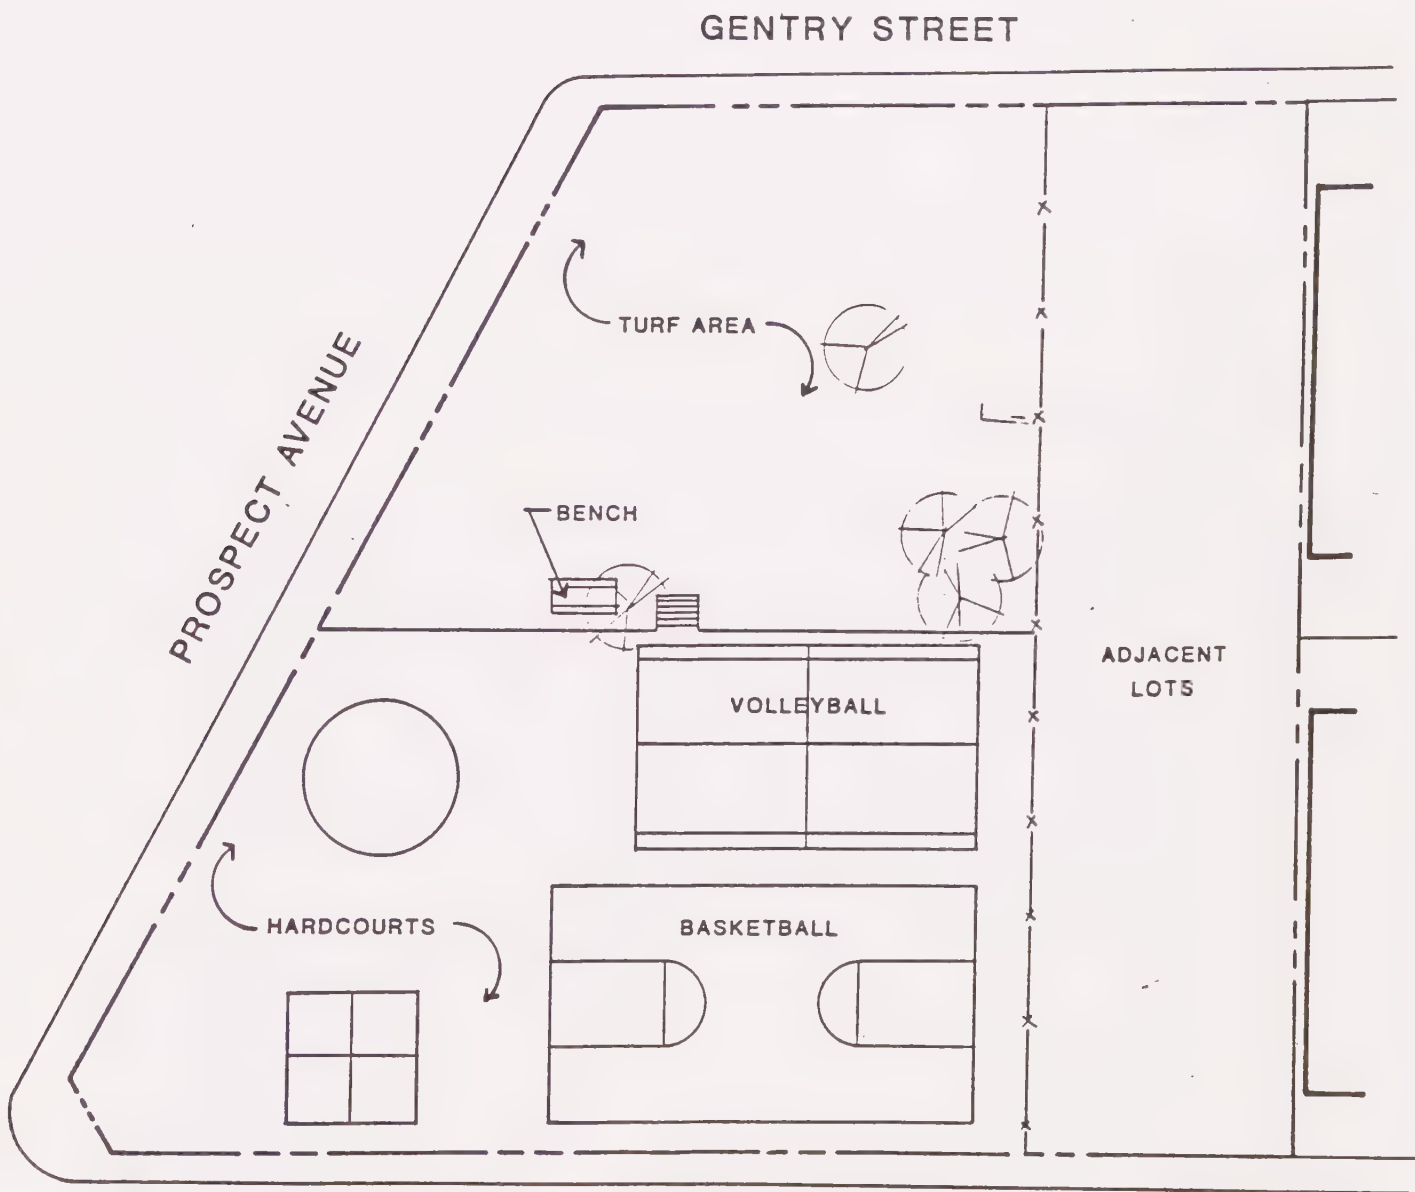 GENTRY STREET
PROSPECT AVENUE
TURF AREA
BENCH
ADJACENT
LOTS
VOLLEYBALL
HARDCOURTS
BASKETBALL